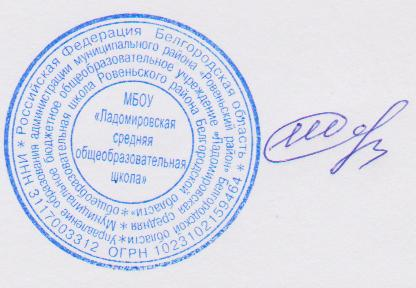 * Российская Федерация Белгородская область * ИНН 3117003312 ОГРН 1023102159464
Управление образования администрации муниципального района «Ровеньский район» Белгородской области *
Муниципальное бюджетное общеобразовательное учреждение «Ладомировская средняя
общеобразовательная школа Ровеньского района Белгородской области» *
МБОУ
«Ладомировская
средняя
общеобразовательная
школа»